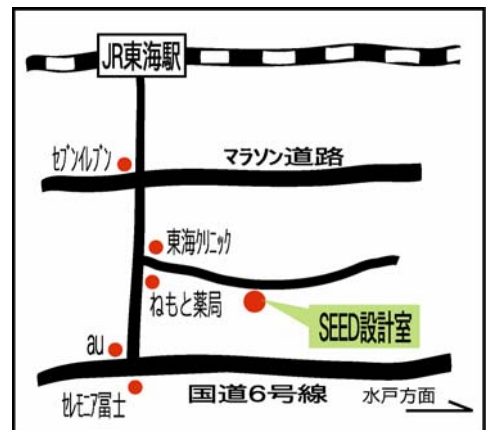 JR東海駅
セブンイレブン
マラソン道路
東海クリニック
ねもと薬局
SEED設計室
au
国道6号線
水戸方面
セレモニア冨士